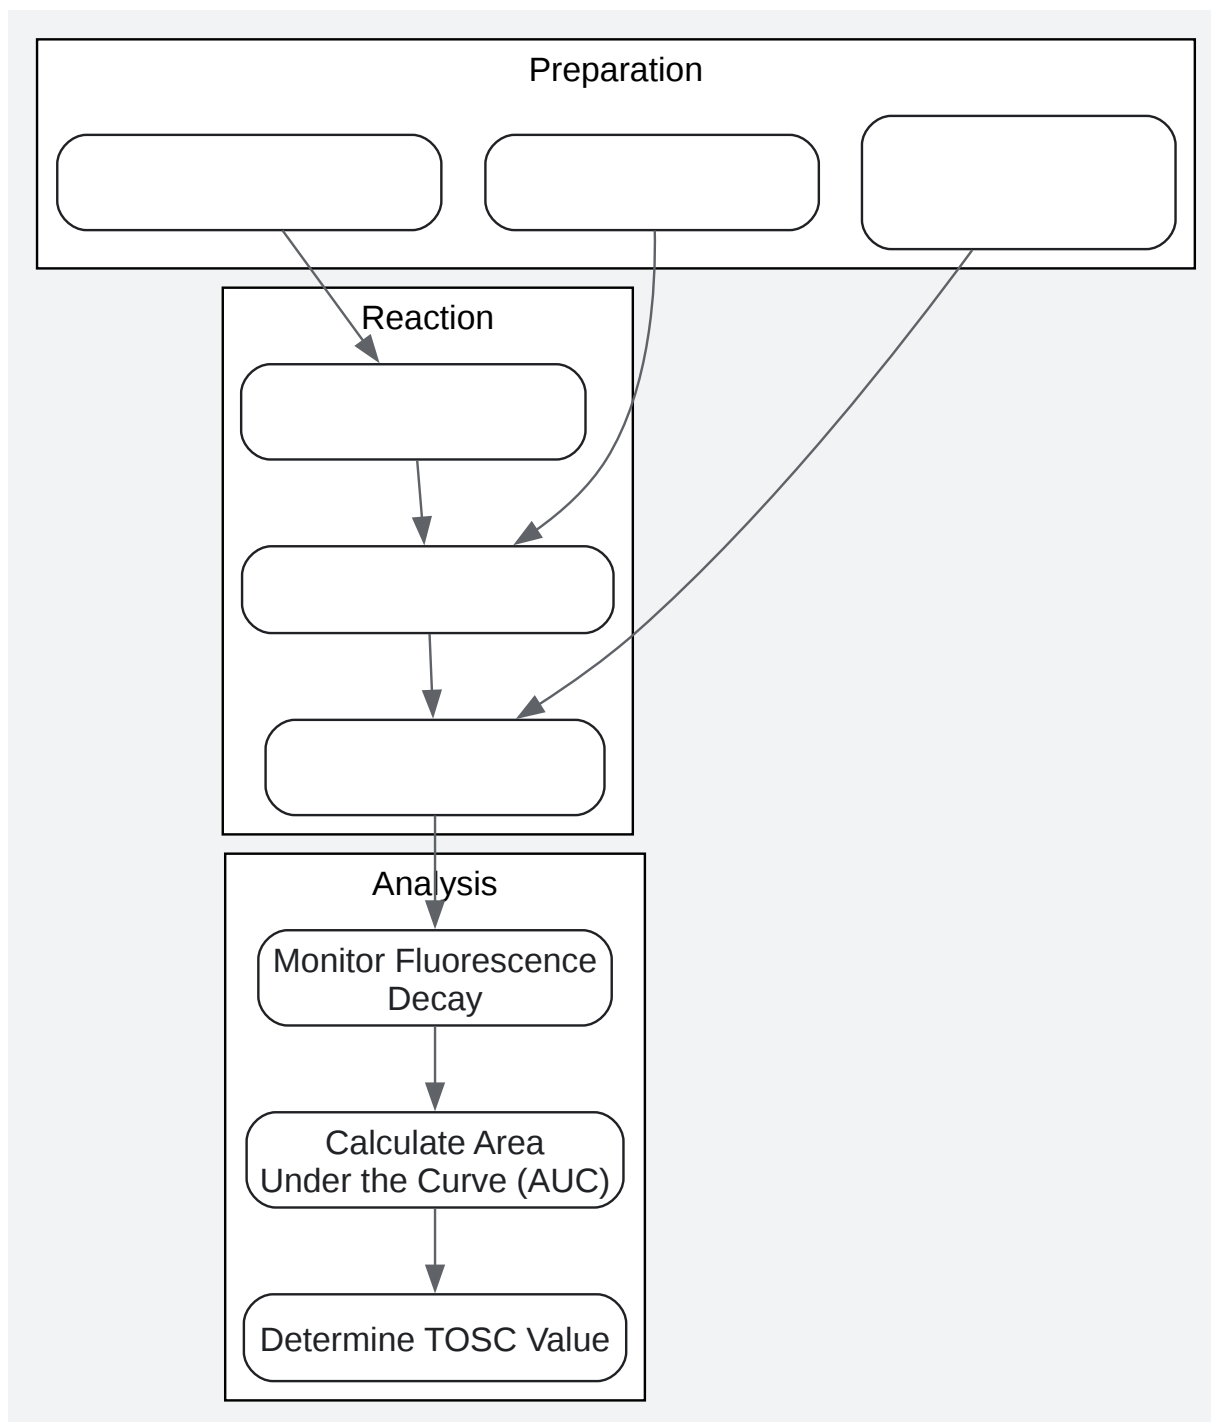 Preparation
Reaction
Analysis
Monitor Fluorescence
Decay
Calculate Area
Under the Curve (AUC)
Determine TOSC Value